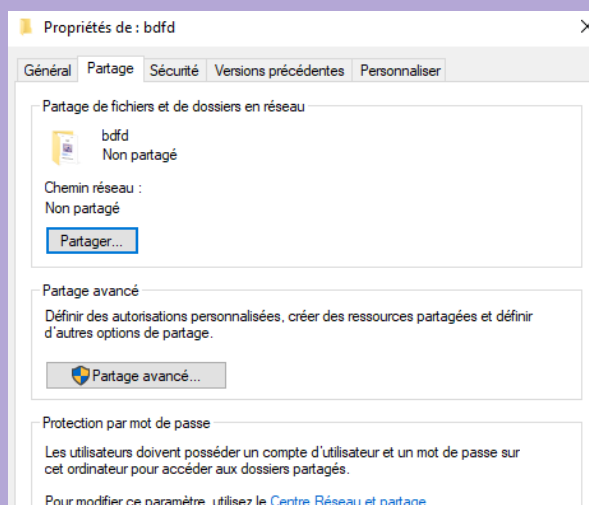 Propriétés de : bdfd
Général Partage Sécurité Versions précédentes Personnaliser
Partage de fichiers et de dossiers en réseau
bdfd
Non partagé
Chemin réseau :
Non partagé
Partager...
Partage avancé
Définir des autorisations personnalisées, créer des ressources partagées et définir
d'autres options de partage.
Partage avancé...
Protection par mot de passe
Les utilisateurs doivent posséder un compte d'utilisateur et un mot de passe sur
cet ordinateur pour accéder aux dossiers partagés.
Pour modifier ce paramètre, utilisez le Centre Réseau et partage